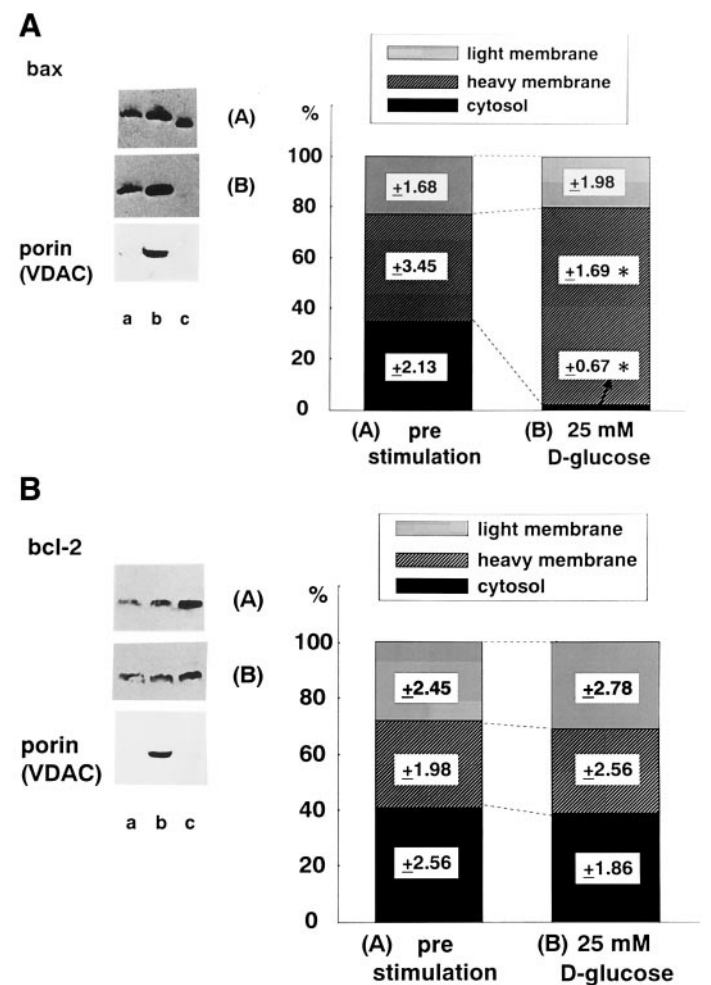 A
bax
(A)
(B)
porin
(VDAC)
a b c
light membrane
heavy membrane
cytosol
%
100
80
60
40
20
0
±1.68
±3.45
±2.13
±1.98
±1.69 *
±0.67 *
(A) pre
stimulation
(B) 25 mM
D-glucose
B
bcl-2
(A)
(B)
porin
(VDAC)
a b c
light membrane
heavy membrane
cytosol
%
100
80
60
40
20
0
±2.45
±1.98
±2.56
±2.78
±2.56
±1.86
(A) pre
stimulation
(B) 25 mM
D-glucose